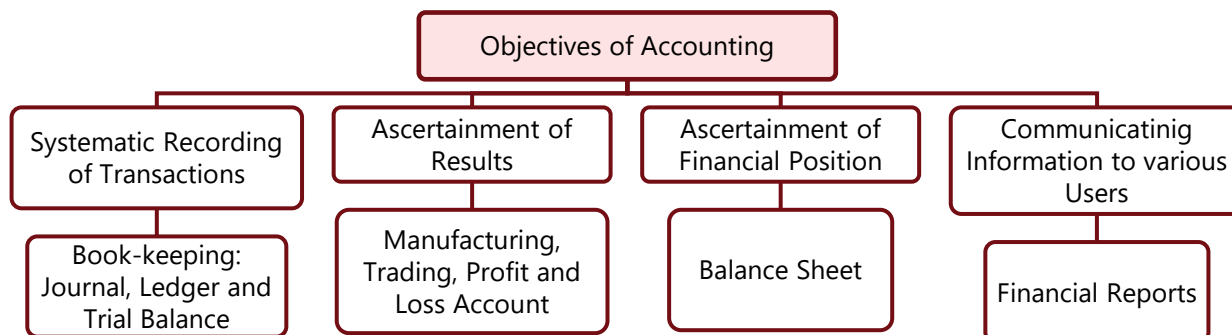 Objectives of Accounting
Systematic Recording
of Transactions
Ascertainment of
Results
Ascertainment of
Financial Position
Communicatinig
Information to various
Users
Book-keeping:
Journal, Ledger and
Trial Balance
Manufacturing,
Trading, Profit and
Loss Account
Balance Sheet
Financial Reports